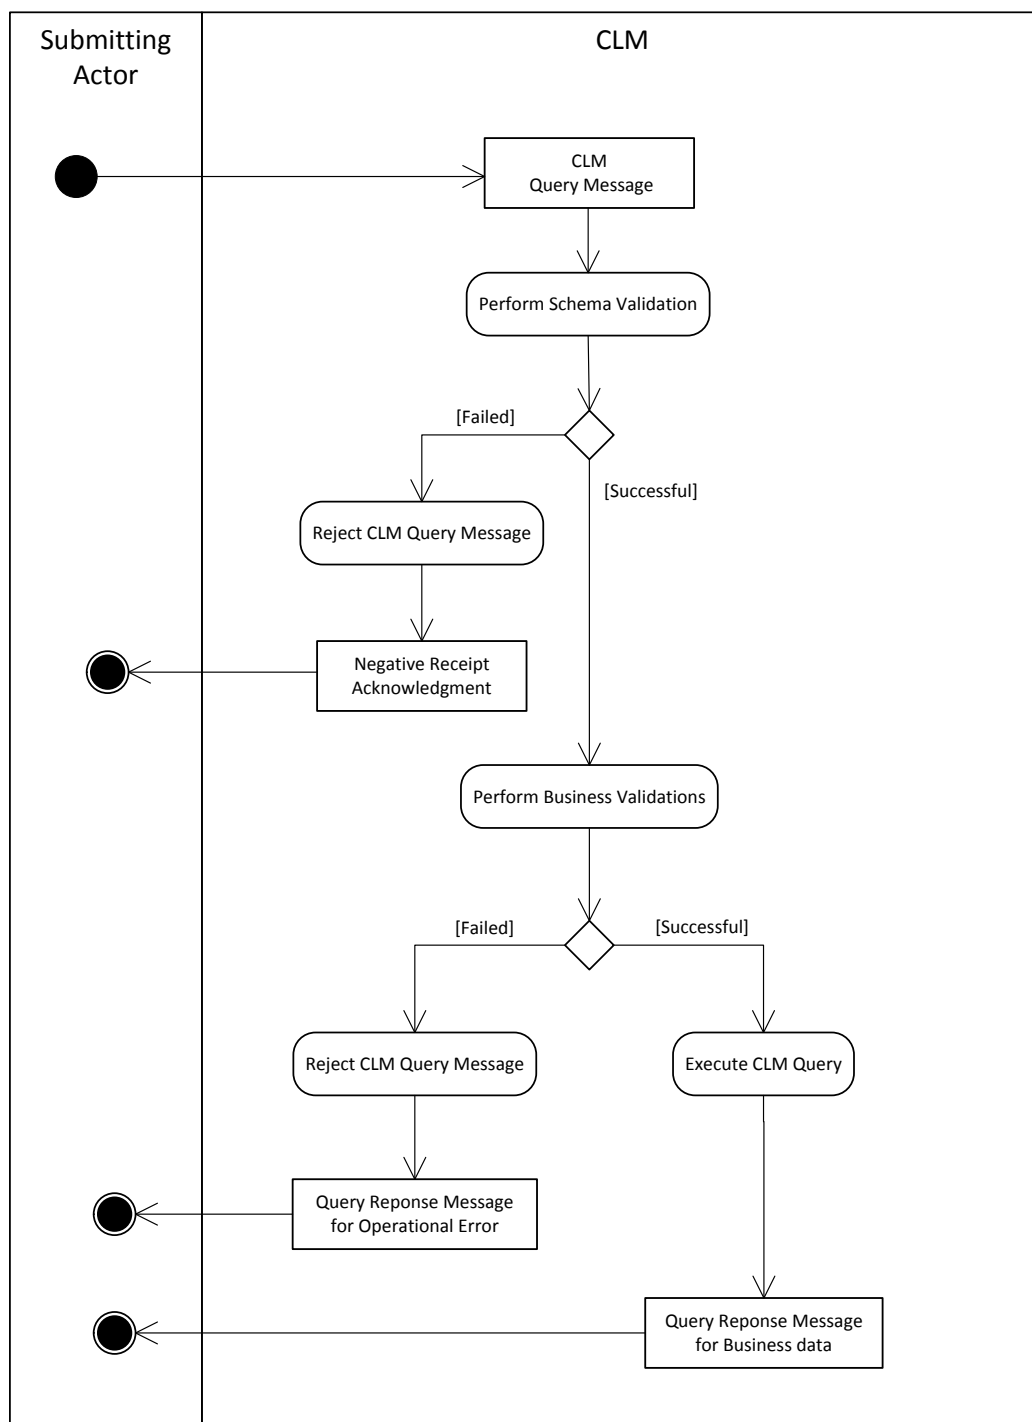 Submitting
Actor
CLM
CLM
Query Message
Perform Schema Validation
[Failed]
[Successful]
Reject CLM Query Message
Negative Receipt
Acknowledgment
Perform Business Validations
[Failed]
[Successful]
Reject CLM Query Message
Execute CLM Query
Query Reponse Message
for Operational Error
Query Reponse Message
for Business data